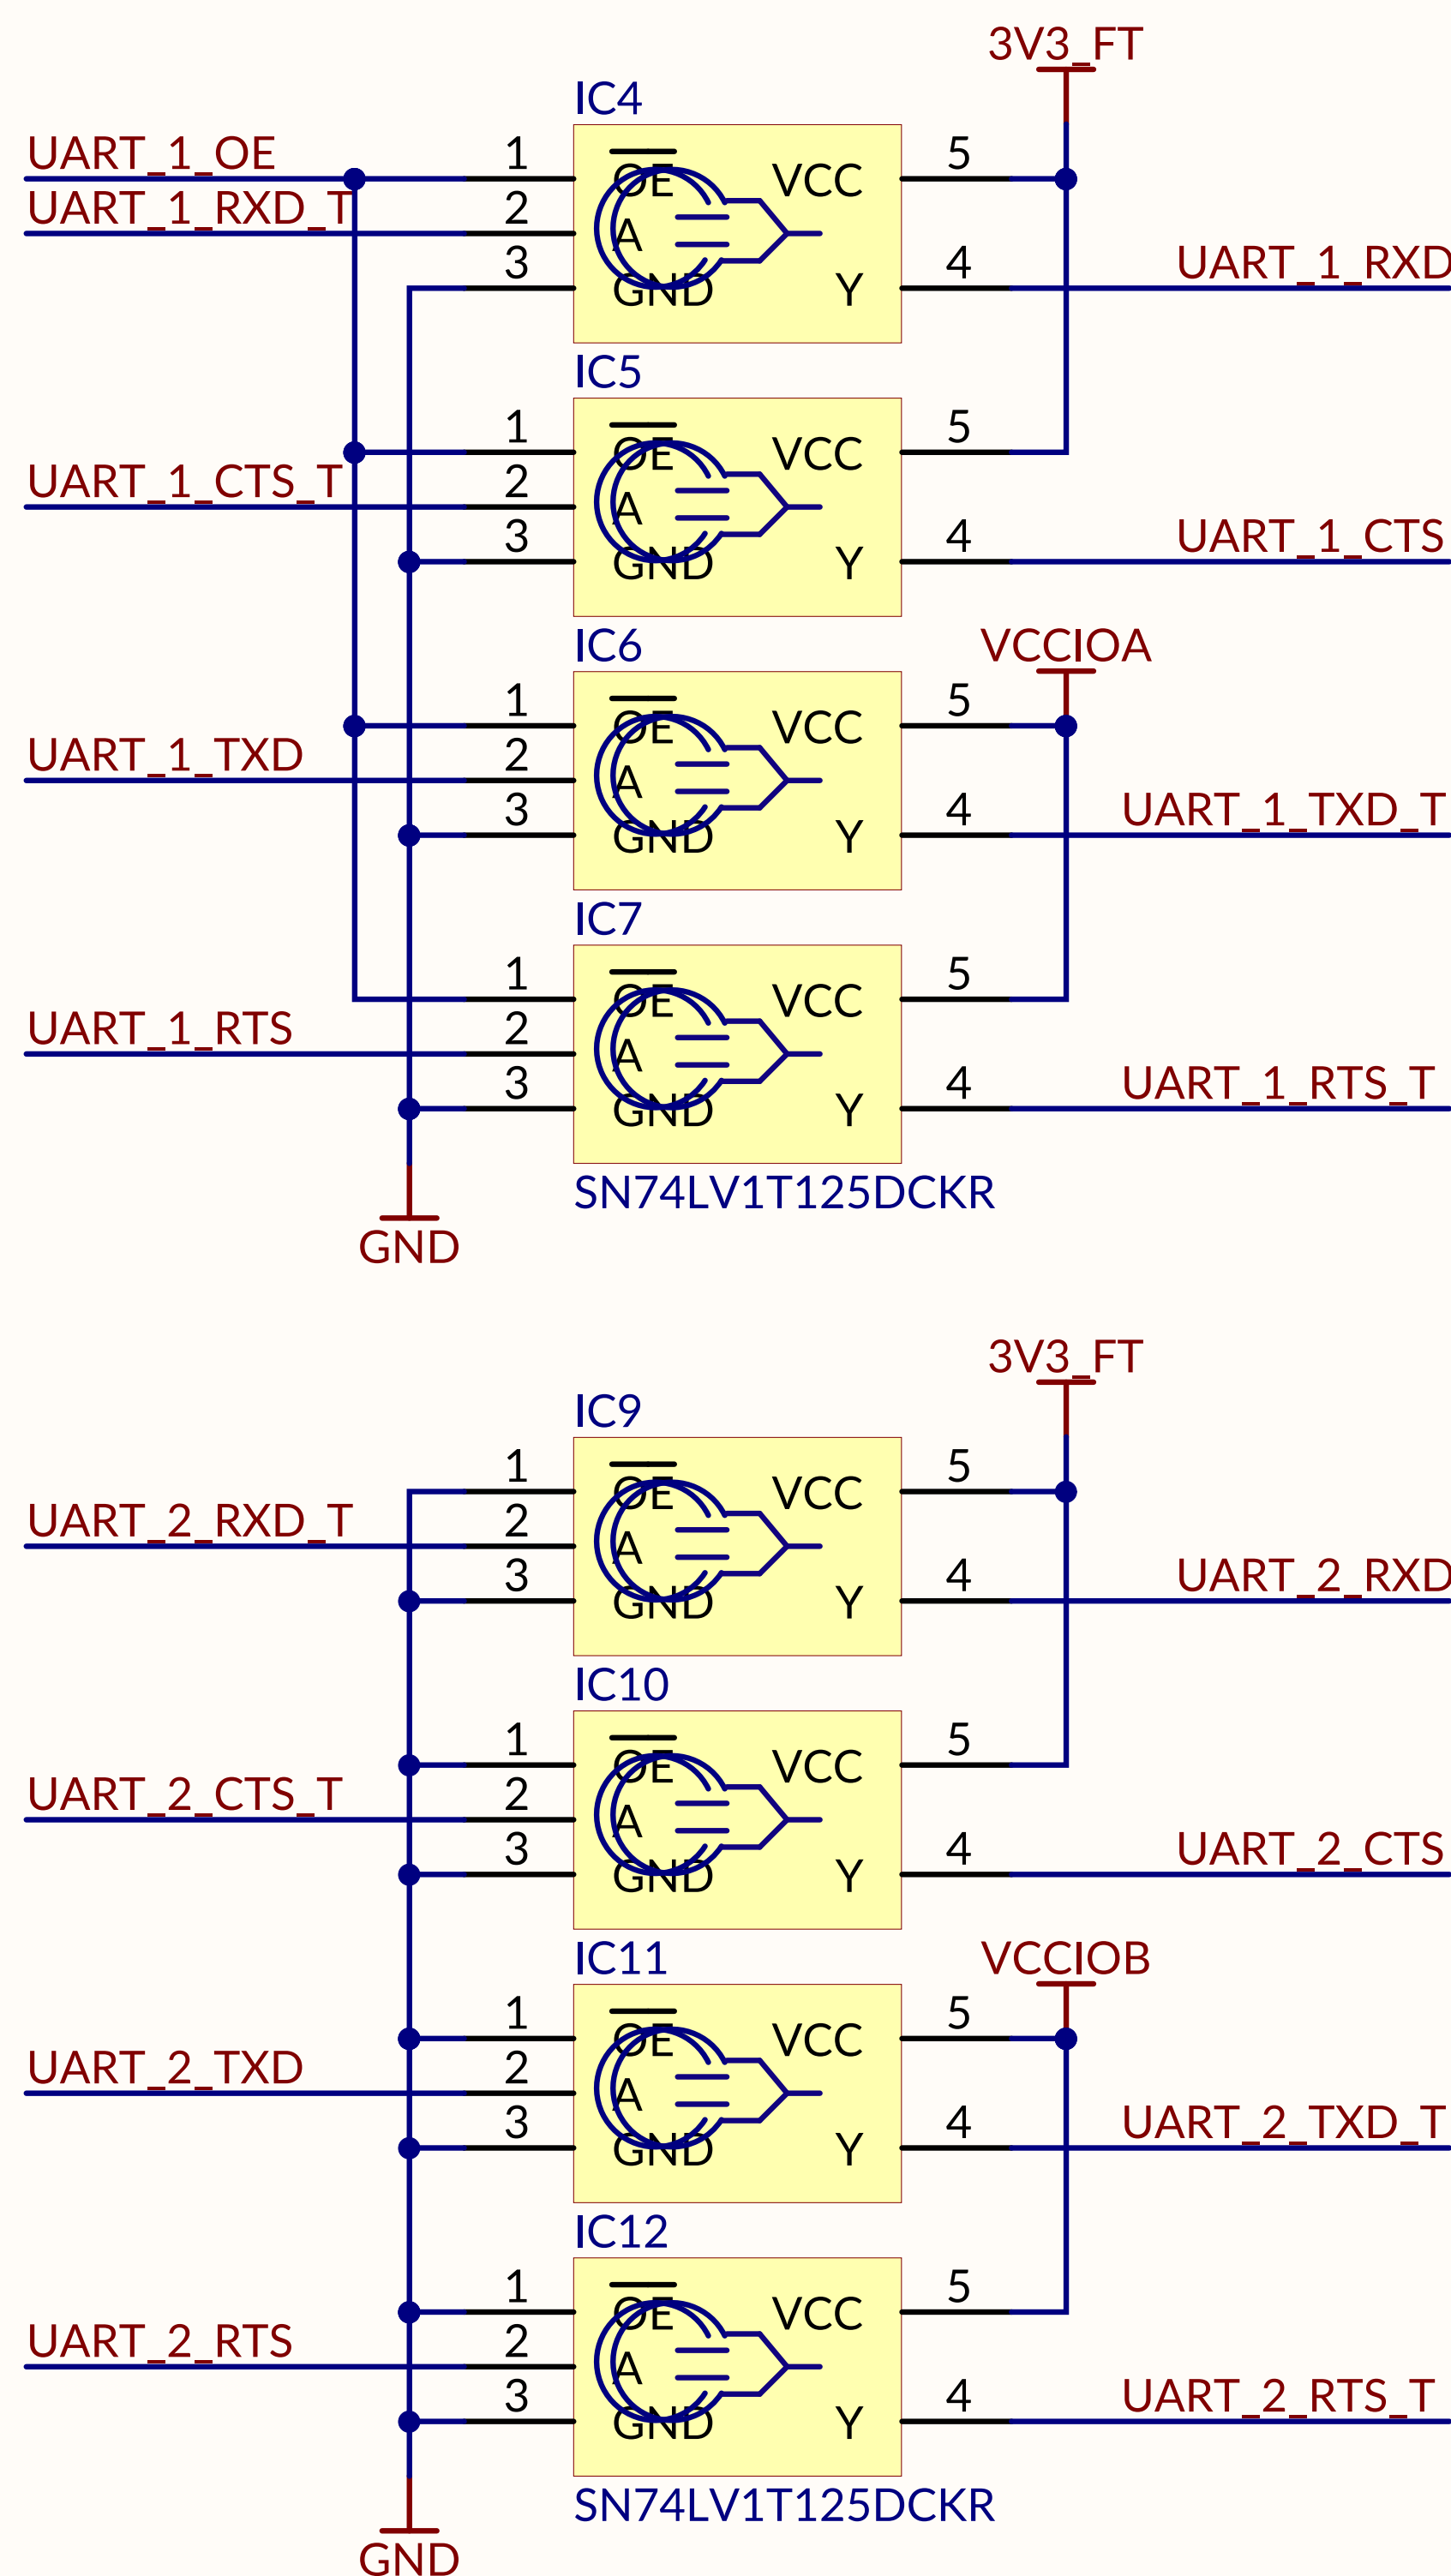 3V3_FT
IC4
UART_1_OE 1 OE VCC 5
UART_1_RXD_T 2 A
3 GND Y 4 UART_1_RXD
IC5
1 OE VCC 5
UART_1_CTS_T 2 A
3 GND Y 4 UART_1_CTS
IC6 VCCIOA
1 OE VCC 5
UART_1_TXD 2 A
3 GND Y 4 UART_1_TXD_T
IC7
1 OE VCC 5
UART_1_RTS 2 A
3 GND Y 4 UART_1_RTS_T
SN74LV1T125DCKR
GND
3V3_FT
IC9
1 OE VCC 5
UART_2_RXD_T 2 A
3 GND Y 4 UART_2_RXD
IC10
1 OE VCC 5
UART_2_CTS_T 2 A
3 GND Y 4 UART_2_CTS
IC11 VCCIOB
1 OE VCC 5
UART_2_TXD 2 A
3 GND Y 4 UART_2_TXD_T
IC12
1 OE VCC 5
UART_2_RTS 2 A
3 GND Y 4 UART_2_RTS_T
SN74LV1T125DCKR
GND